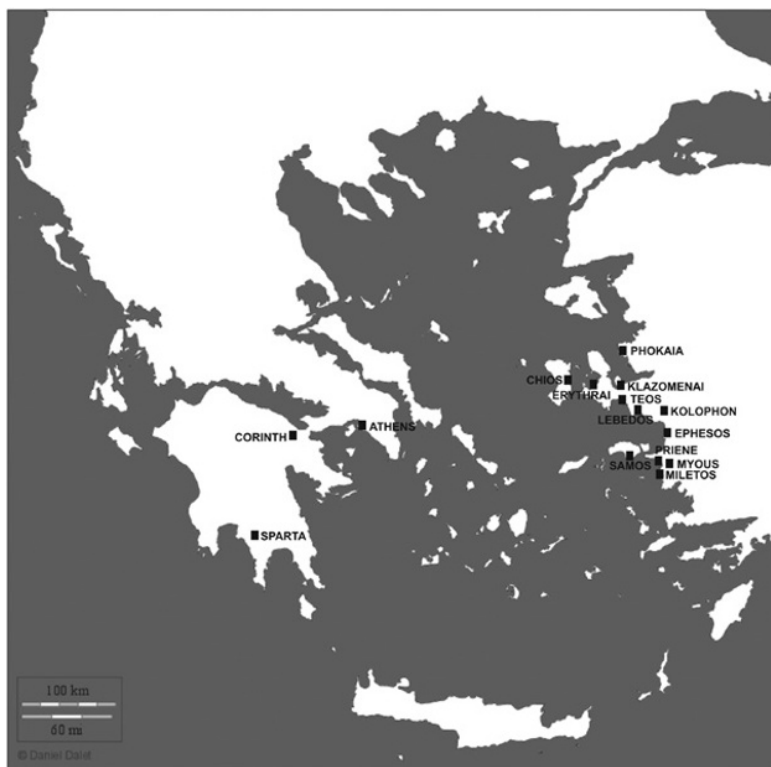 PHOKAIA
CHIOS
KLAZOMENAI
ERYTHRAI
TEOS
LEBEDOS
KOLOPHON
ATHENS
CORINTH
EPHESOS
PRIENE
SAMOS
MYOUS
MILETOS
SPARTA
100 km
60 mi
© Daniel Dalet